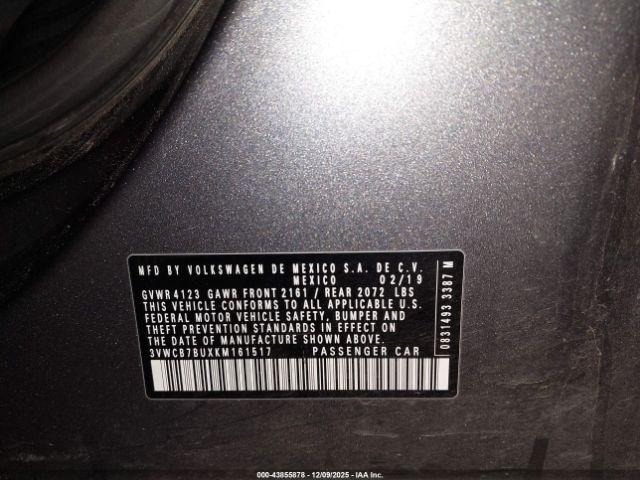 MFD BY VOLKSWAGEN DE MEXICO S.A. DE C.V.
MEXICO 02/19
GVWR 4123 GAWR FRONT 2161 / REAR 2072 LBS
THIS VEHICLE CONFORMS TO ALL APPLICABLE U.S.
FEDERAL MOTOR VEHICLE SAFETY, BUMPER AND
THEFT PREVENTION STANDARDS IN EFFECT ON
THE DATE OF MANUFACTURE SHOWN ABOVE.
3VWCB7BUXKM161517 PASSENGER CAR
0831493 3387 M
000-43855878 - 12/09/2025 - IAA Inc.